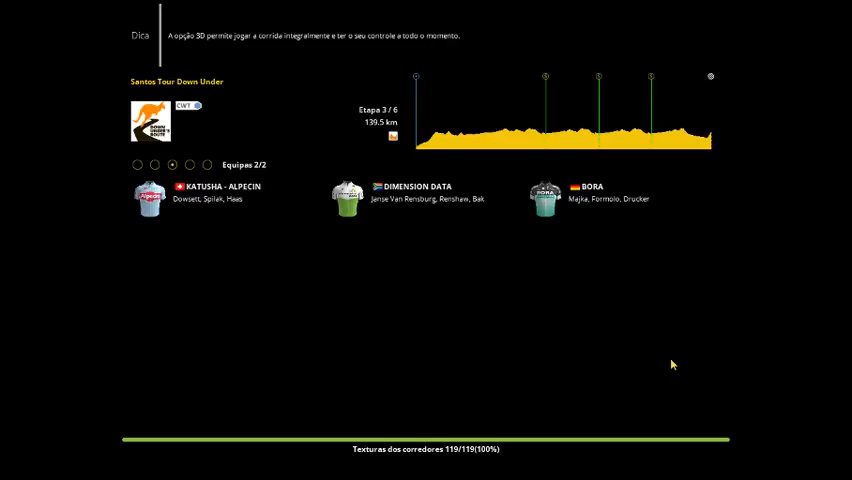 Dica
A opção 3D permite jogar a corrida integralmente e ter o seu controle a todo o momento.
Santos Tour Down Under
CWT
Etapa 3 / 6
139.5 km
Equipas 2/2
KATUSHA - ALPECIN
Dowsett, Spilak, Haas
DIMENSION DATA
Janse Van Rensburg, Renshaw, Bak
BORA
Majka, Formolo, Drucker
Texturas dos corredores 119/119(100%)